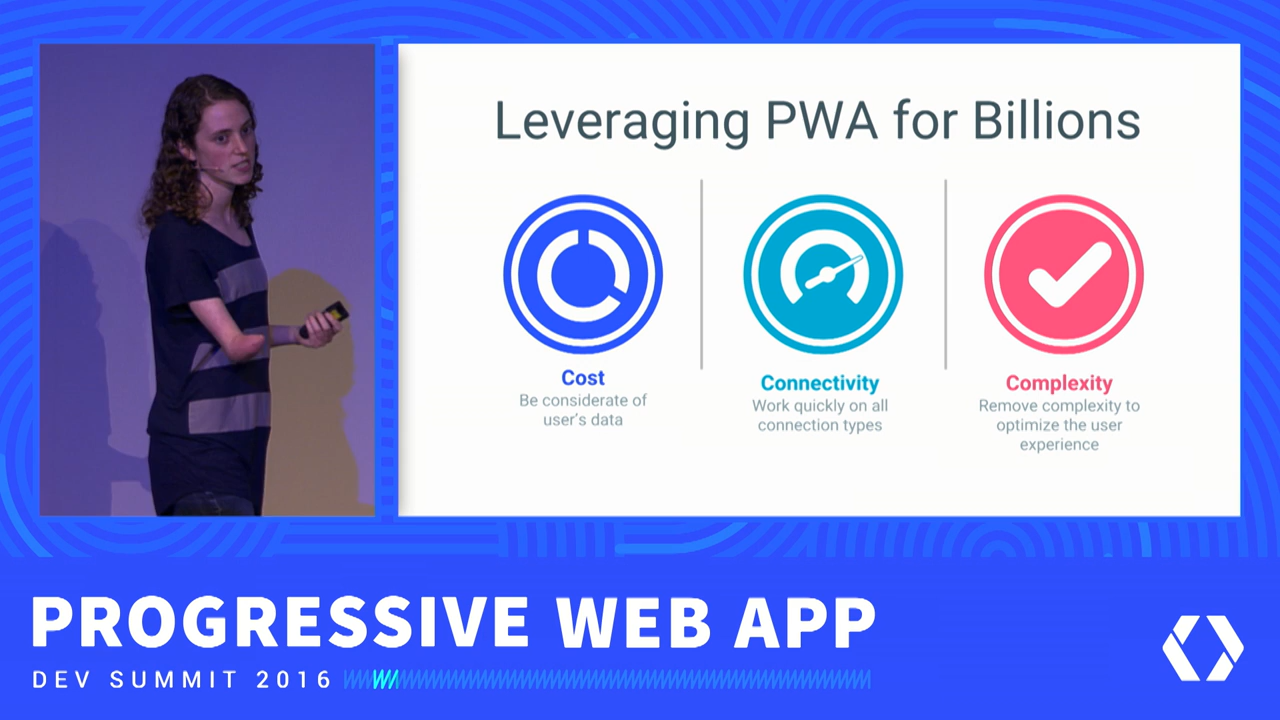 Leveraging PWA for Billions
Cost
Be considerate of
user's data
Connectivity
Work quickly on all
connection types
Complexity
Remove complexity to
optimize the user
experience
PROGRESSIVE WEB APP
DEV SUMMIT 2016